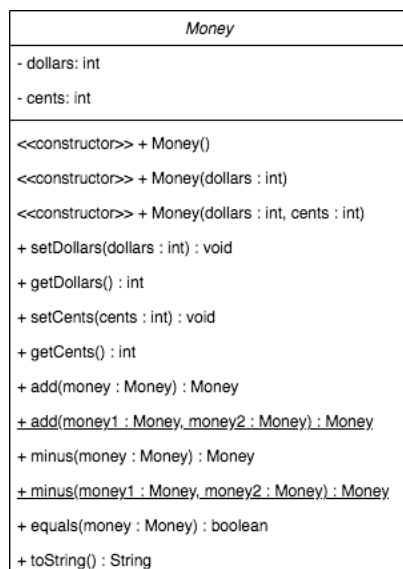 Money
- dollars: int
- cents: int
<<constructor>> + Money()
<<constructor>> + Money(dollars : int)
<<constructor>> + Money(dollars : int, cents : int)
+ setDollars(dollars : int) : void
+ getDollars() : int
+ setCents(cents : int) : void
+ getCents() : int
+ add(money : Money) : Money
+ add(money1 : Money, money2 : Money) : Money
+ minus(money : Money) : Money
+ minus(money1 : Money, money2 : Money) : Money
+ equals(money : Money) : boolean
+ toString() : String